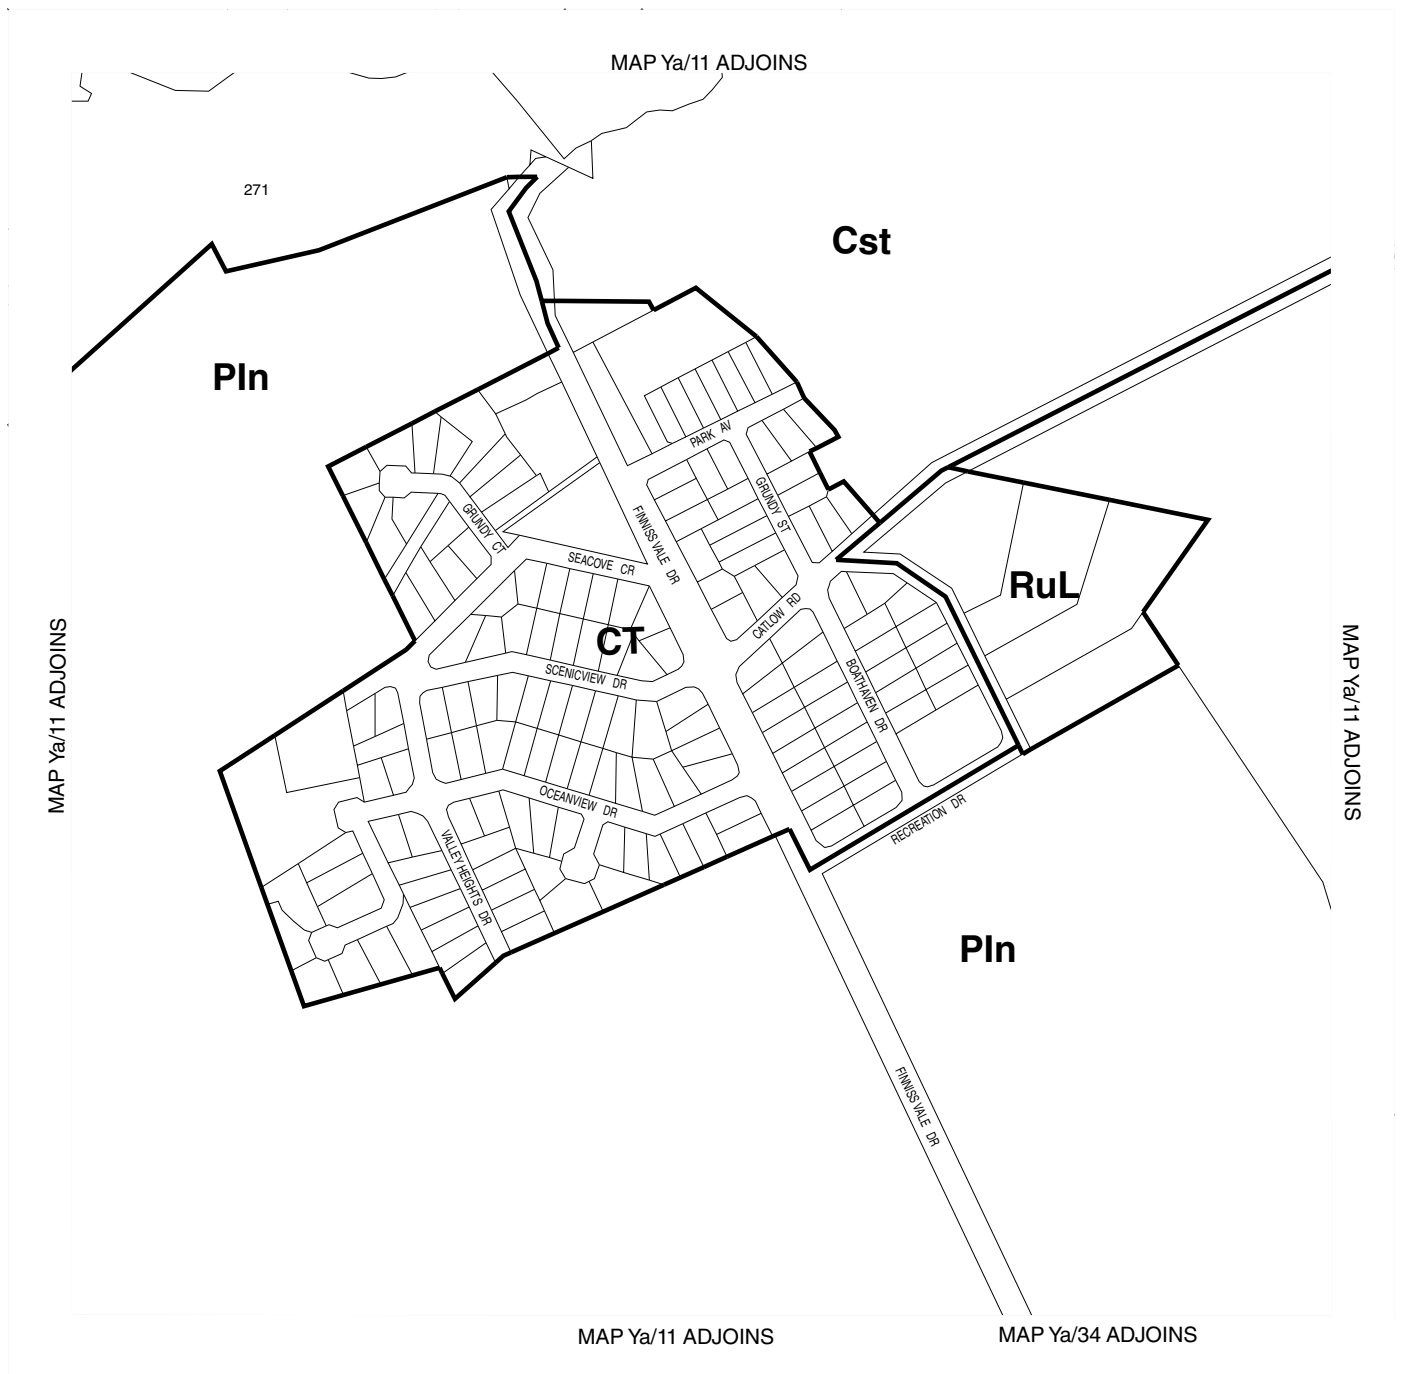 MAP Ya/11 ADJOINS
271
Cst
Pln
PARK AV
GRUNDY ST
GRUNDY CT
FINNISS VALE DR
SEACOVE CR
RuL
CATLOW RD
CT
SCENICVIEW DR
BOATHAVEN DR
MAP Ya/11 ADJOINS
MAP Ya/11 ADJOINS
OCEANVIEW DR
RECREATION DR
VALLEY HEIGHTS DR
Pln
FINNISS VALE DR
MAP Ya/11 ADJOINS
MAP Ya/34 ADJOINS